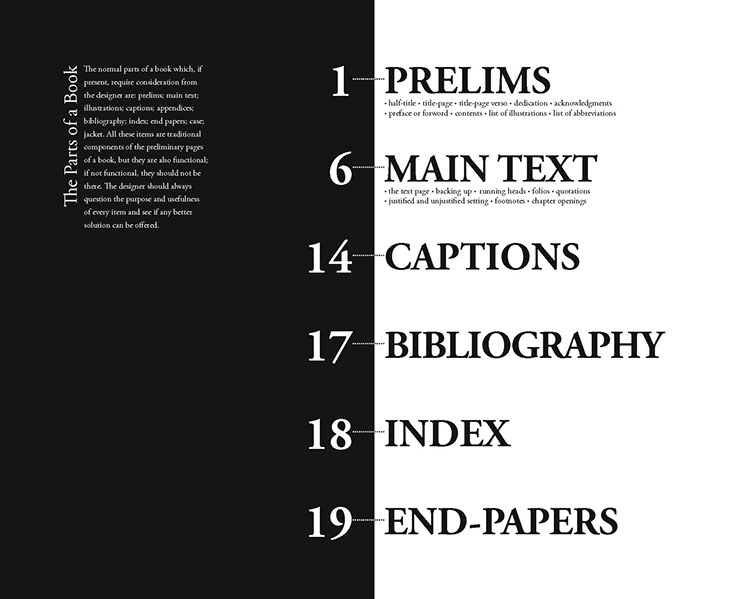 The Parts of a Book
The normal parts of a book which, if
present, require consideration from
the designer are: prelims; main text;
illustrations; captions; appendices;
bibliography; index; end papers; case;
jacket. All these items are traditional
components of the preliminary pages
of a book, but they are also functional;
if not functional, they should not be
there. The designer should always
question the purpose and usefulness
of every item and see if any better
solution can be offered.
1 PRELIMS
• half-title • title-page • title-page verso • dedication • acknowledgments
• preface or forword • contents • list of illustrations • list of abbreviations
6 MAIN TEXT
• the text page • backing up • running heads • folios • quotations
• justified and unjustified setting • footnotes • chapter openings
14 CAPTIONS
17 BIBLIOGRAPHY
18 INDEX
19 END-PAPERS